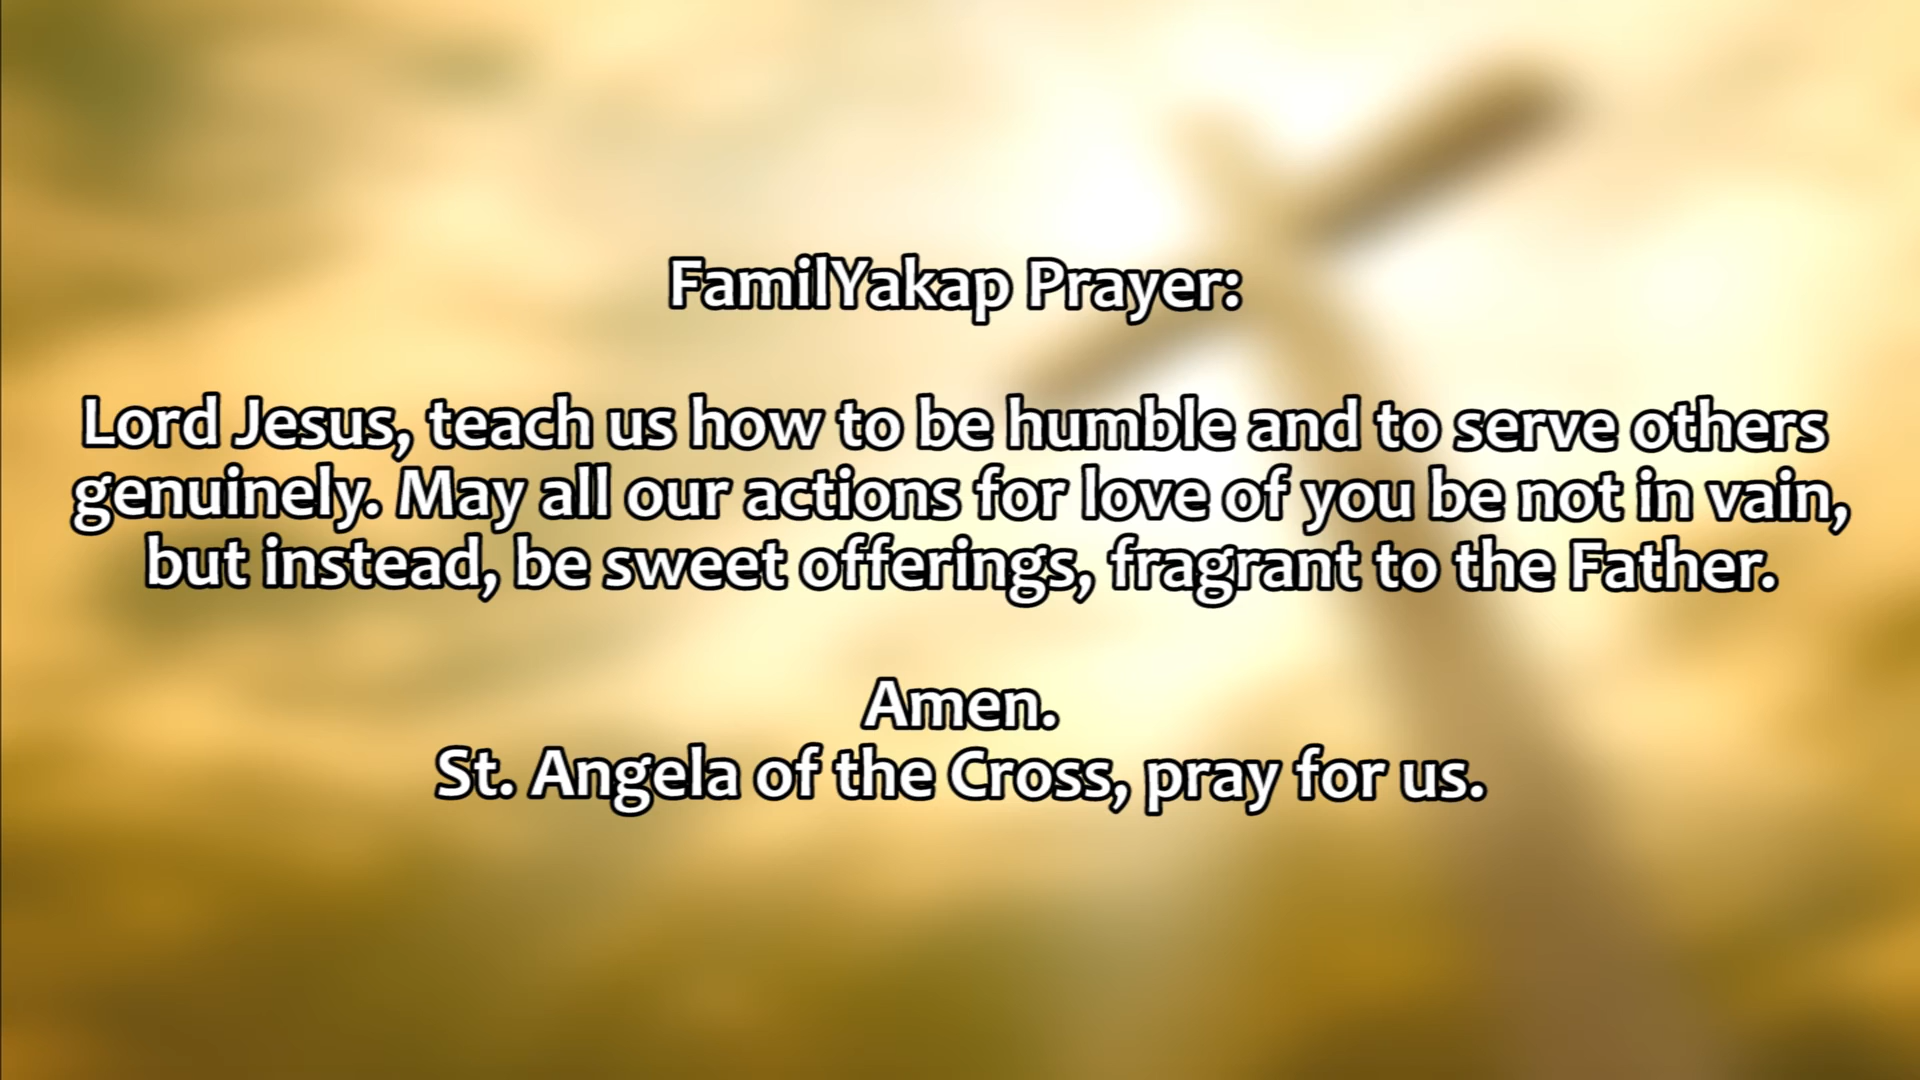 FamilYakap Prayer:
Lord Jesus, teach us how to be humble and to serve others
genuinely. May all our actions for love of you be not in vain,
but instead, be sweet offerings, fragrant to the Father.
Amen.
St. Angela of the Cross, pray for us.